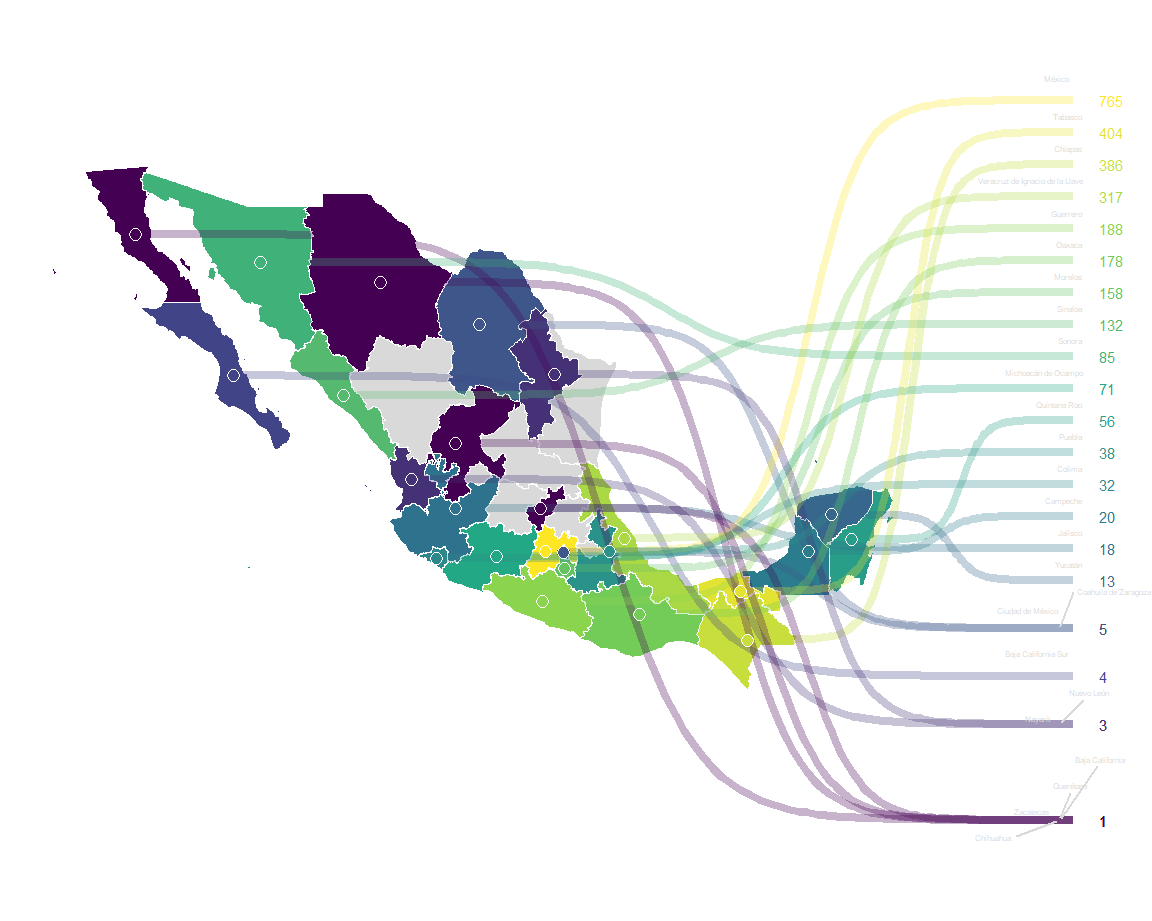 México
765
Tabasco
404
Chiapas
386
Veracruz de Ignacio de la Llave
317
Guerrero
188
Oaxaca
178
Morelos
158
Sinaloa
132
Sonora
85
Michoacán de Ocampo
71
Quintana Roo
56
Puebla
38
Colima
32
Campeche
20
Jalisco
18
Yucatán
13
Coahuila de Zaragoza
Ciudad de México
5
Baja California Sur
4
Nuevo León
Nayarit
3
Baja California
Querétaro
Zacatecas
1
Chihuahua